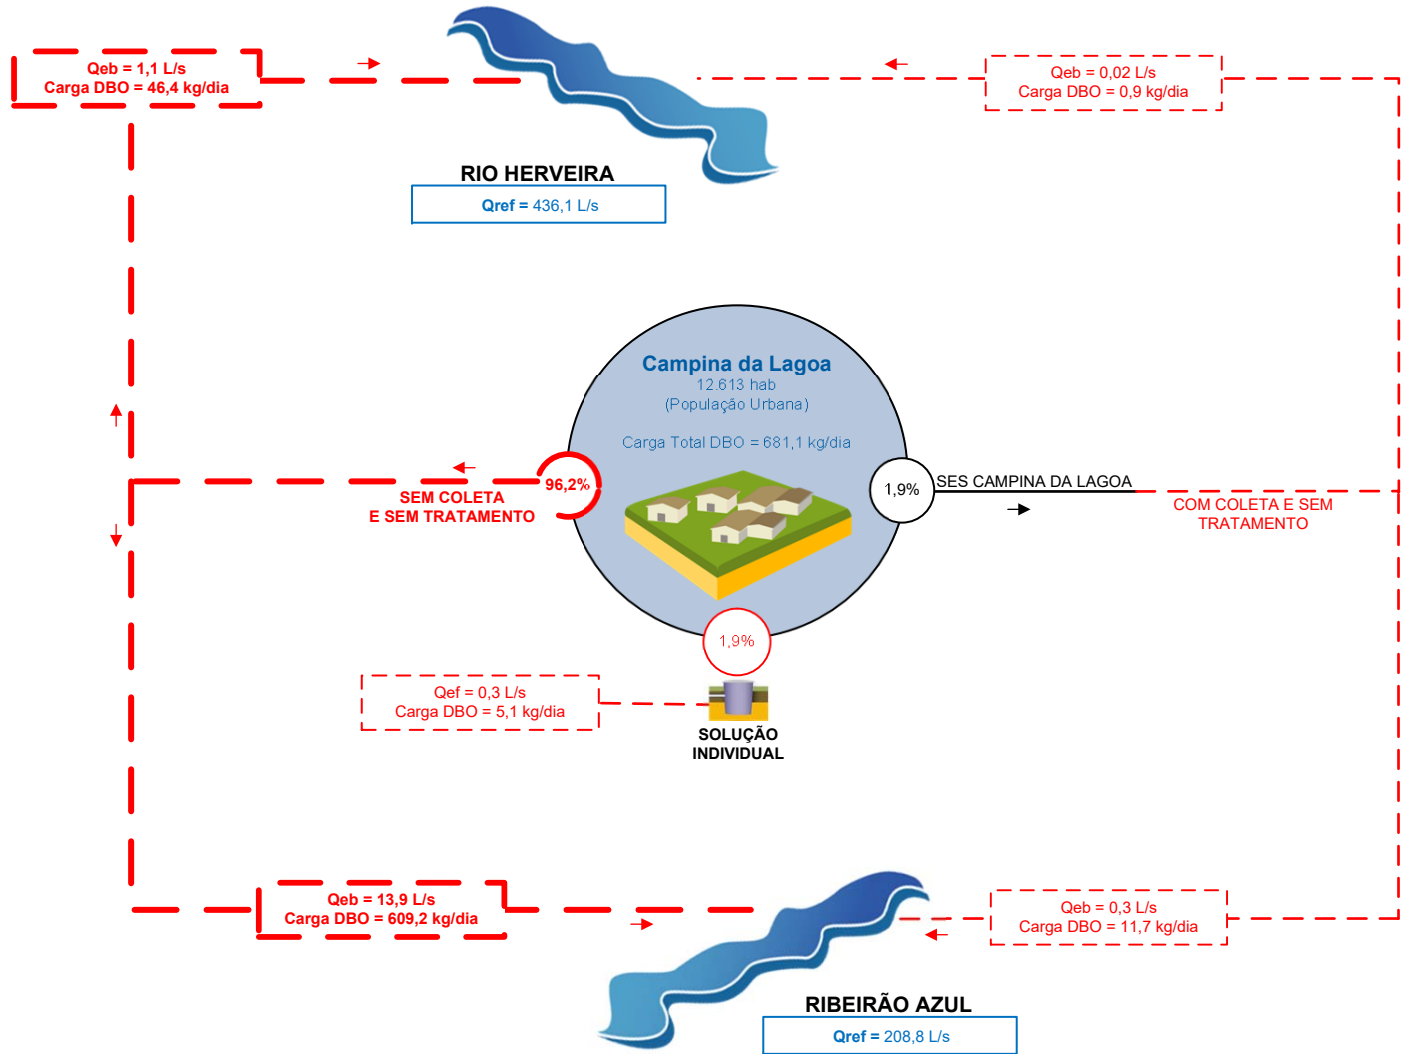 Qeb = 1,1 L/s
Carga DBO = 46,4 kg/dia
Qeb = 0,02 L/s
Carga DBO = 0,9 kg/dia
RIO HERVEIRA
Qref = 436,1 L/s
Campina da Lagoa
12.613 hab
(População Urbana)
Carga Total DBO = 681,1 kg/dia
96,2%
SEM COLETA
E SEM TRATAMENTO
1,9%
SES CAMPINA DA LAGOA
COM COLETA E SEM
TRATAMENTO
1,9%
Qef = 0,3 L/s
Carga DBO = 5,1 kg/dia
SOLUÇÃO
INDIVIDUAL
Qeb = 13,9 L/s
Carga DBO = 609,2 kg/dia
Qeb = 0,3 L/s
Carga DBO = 11,7 kg/dia
RIBEIRÃO AZUL
Qref = 208,8 L/s